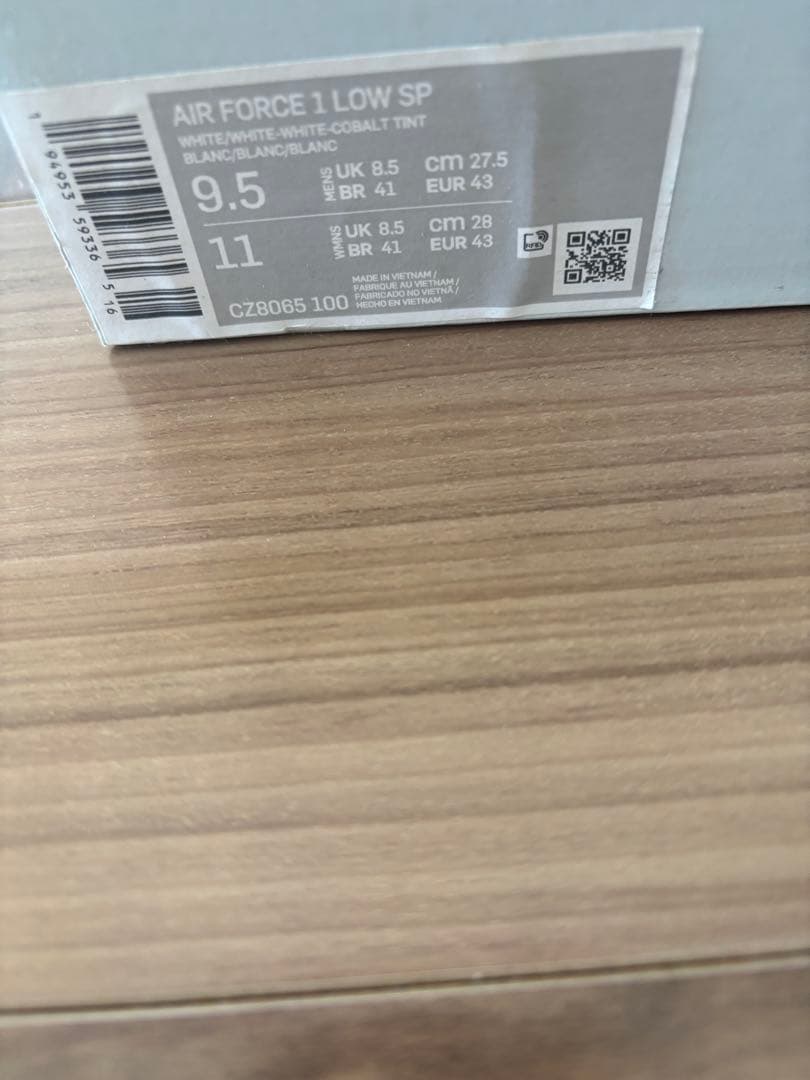 AIR FORCE 1 LOW SP
WHITE/WHITE-WHITE-COBALT TINT
BLANC/BLANC/BLANC
9.5 MENS UK 8.5 cm 27.5
BR 41 EUR 43
11 WMNS UK 8.5 cm 28
BR 41 EUR 43
RFID
CZ8065 100
MADE IN VIETNAM /
FABRIQUE AU VIETNAM /
FABRICADO NO VIETNÃ /
HECHO EN VIETNAM
1 94953 59336 5 16